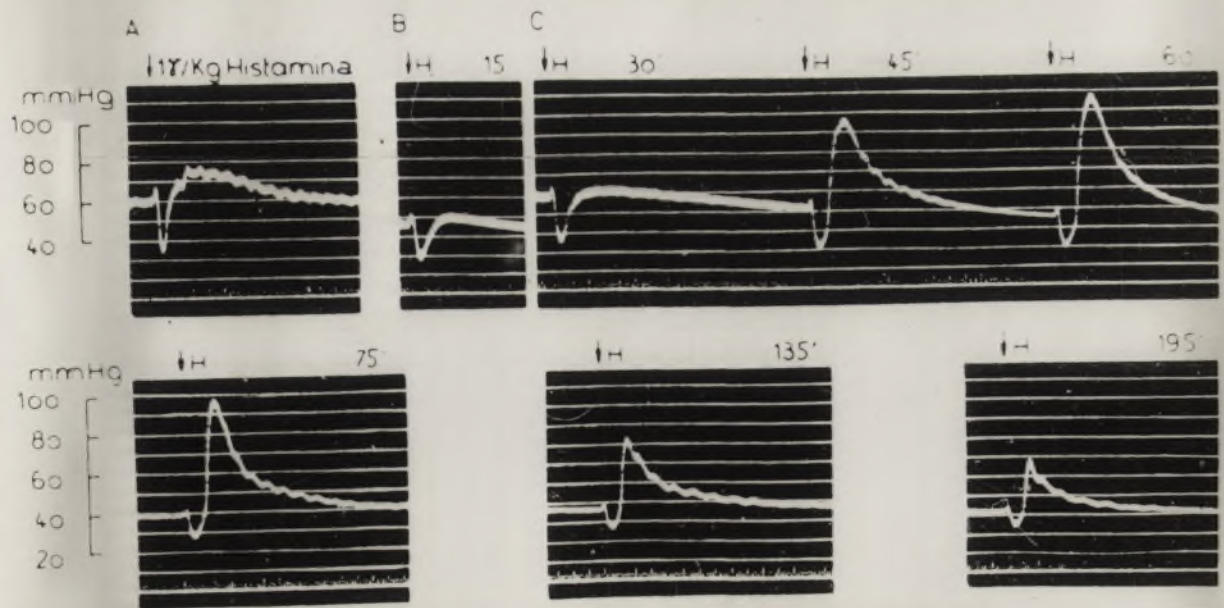 A B C
↓1γ/Kg Histamina ↓H 15 ↓H 30' ↓H 45' ↓H 60'
mmHg
100
80
60
40
↓H 75' ↓H 135' ↓H 195'
mmHg
100
80
60
40
20